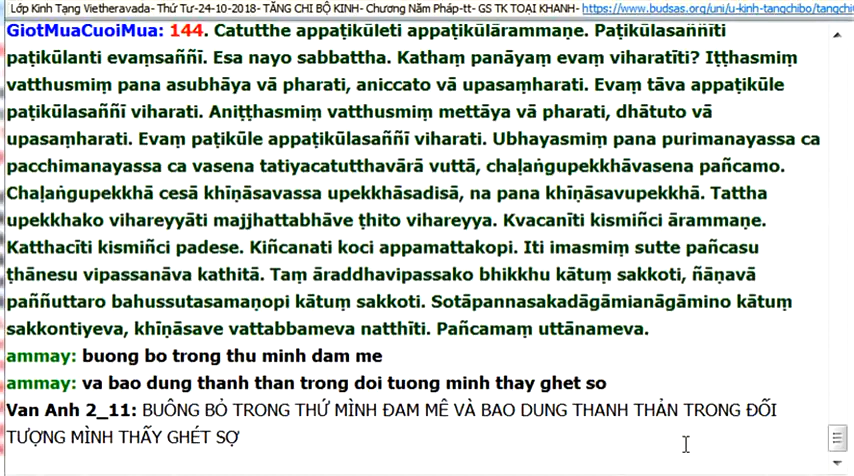 Lớp Kinh Tạng Vietheravada- Thứ Tư-24-10-2018- TĂNG CHI BỘ KINH- Chương Năm Pháp-tt- GS TK TOẠI KHANH- https://www.budsas.org/uni/u-kinh-tangchibo/tangchi
GiotMuaCuoiMua: 144. Catutthe appaṭikūleti appaṭikūlārammaṇe. Paṭikūlasaññīti
paṭikūlanti evaṃsaññī. Esa nayo sabbattha. Kathaṃ panāyaṃ evaṃ viharatīti? Iṭṭhasmiṃ
vatthusmiṃ pana asubhāya vā pharati, aniccato vā upasaṃharati. Evaṃ tāva appaṭikūle
paṭikūlasaññī viharati. Aniṭṭhasmiṃ vatthusmiṃ mettāya vā pharati, dhātuto vā
upasaṃharati. Evaṃ paṭikūle appaṭikūlasaññī viharati. Ubhayasmiṃ pana purimanayassa ca
pacchimanayassa ca vasena tatiyacatutthavārā vuttā, chaḷaṅgupekkhāvasena pañcamo.
Chaḷaṅgupekkhā cesā khīṇāsavassa upekkhāsadisā, na pana khīṇāsavupekkhā. Tattha
upekkhako vihareyyāti majjhattabhāve ṭhito vihareyya. Kvacanīti kismiñci ārammaṇe.
Katthacīti kismiñci padese. Kiñcanati koci appamattakopi. Iti imasmiṃ sutte pañcasu
ṭhānesu vipassanāva kathitā. Taṃ āraddhavipassako bhikkhu kātuṃ sakkoti, ñāṇavā
paññuttaro bahussutasamaṇopi kātuṃ sakkoti. Sotāpannasakadāgāmianāgāmino kātuṃ
sakkontiyeva, khīṇāsave vattabbameva natthīti. Pañcamaṃ uttānameva.
ammay: buong bo trong thu minh dam me
ammay: va bao dung thanh than trong doi tuong minh thay ghet so
Van Anh 2_11: BUÔNG BỎ TRONG THỨ MÌNH ĐAM MÊ VÀ BAO DUNG THANH THẢN TRONG ĐỐI
TƯỢNG MÌNH THẤY GHÉT SỢ